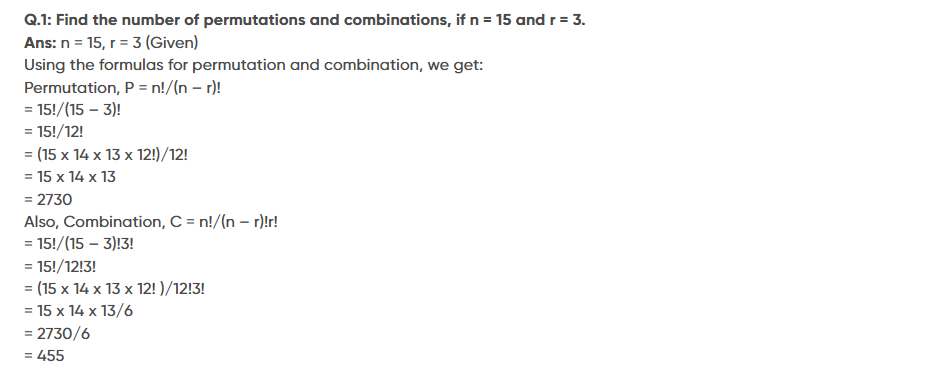 Q.1: Find the number of permutations and combinations, if n = 15 and r = 3.
Ans: n = 15, r = 3 (Given)
Using the formulas for permutation and combination, we get:
Permutation, P = n!/(n – r)!
= 15!/(15 – 3)!
= 15!/12!
= (15 x 14 x 13 x 12!)/12!
= 15 x 14 x 13
= 2730
Also, Combination, C = n!/(n – r)!r!
= 15!/(15 – 3)!3!
= 15!/12!3!
= (15 x 14 x 13 x 12! )/12!3!
= 15 x 14 x 13/6
= 2730/6
= 455